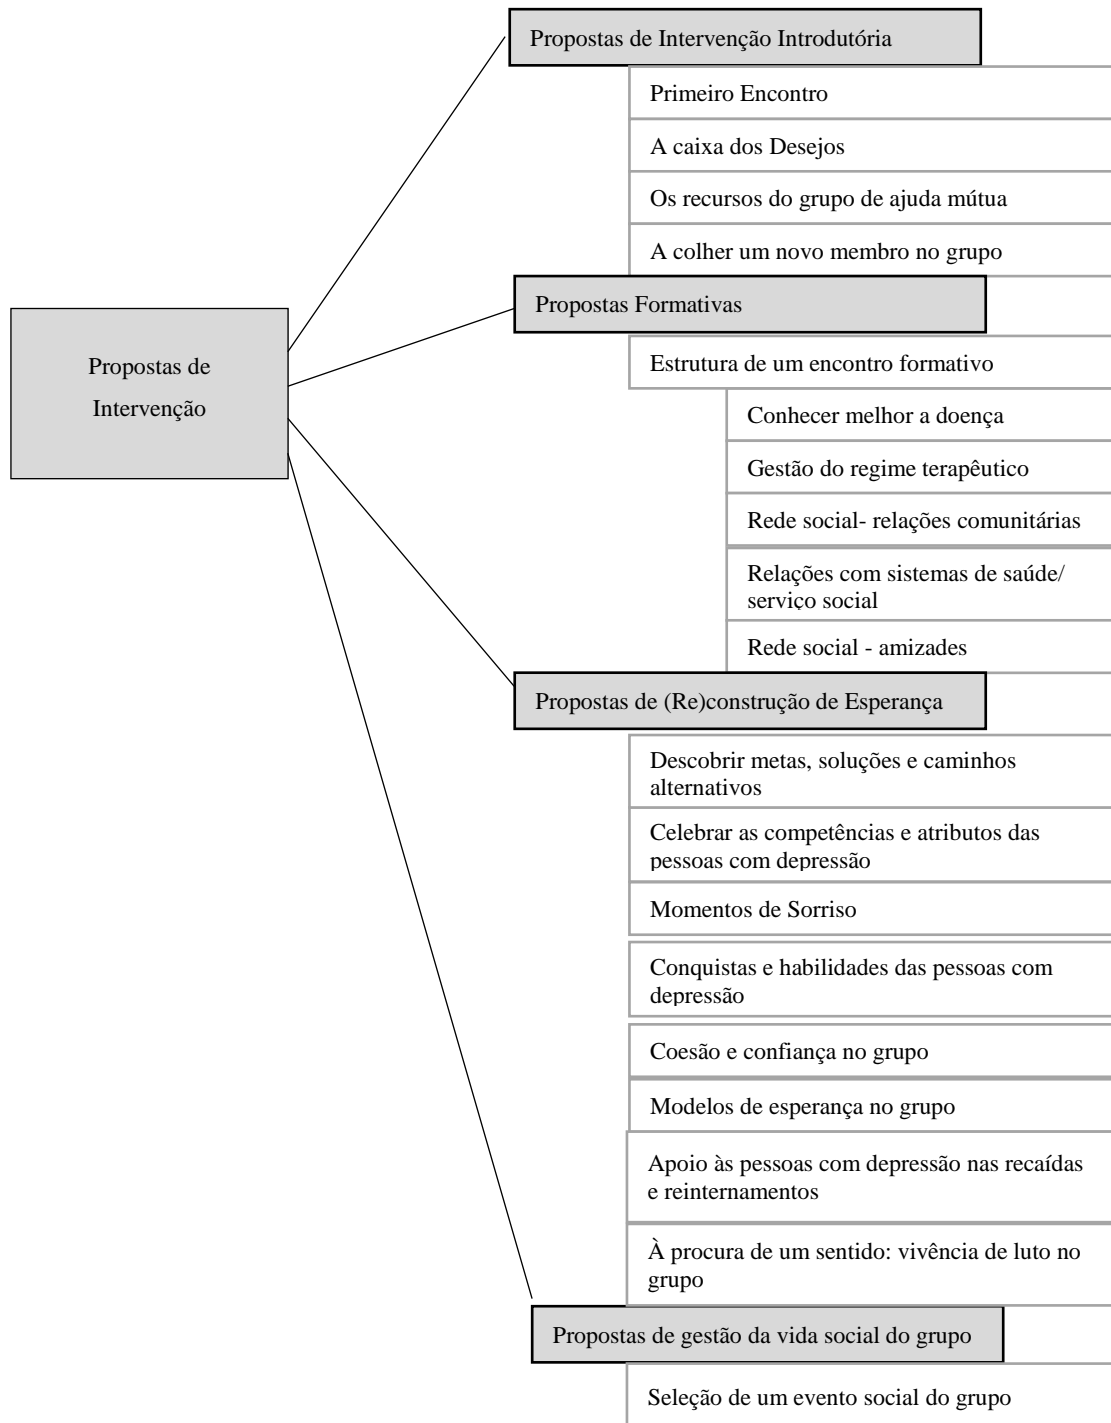 Propostas de Intervenção Introdutória
Primeiro Encontro
A caixa dos Desejos
Os recursos do grupo de ajuda mútua
A colher um novo membro no grupo
Propostas Formativas
Estrutura de um encontro formativo
Propostas de
Intervenção
Conhecer melhor a doença
Gestão do regime terapêutico
Rede social- relações comunitárias
Relações com sistemas de saúde/
serviço social
Rede social - amizades
Propostas de (Re)construção de Esperança
Descobrir metas, soluções e caminhos
alternativos
Celebrar as competências e atributos das
pessoas com depressão
Momentos de Sorriso
Conquistas e habilidades das pessoas com
depressão
Coesão e confiança no grupo
Modelos de esperança no grupo
Apoio às pessoas com depressão nas recaídas
e reinternamentos
À procura de um sentido: vivência de luto no
grupo
Propostas de gestão da vida social do grupo
Seleção de um evento social do grupo